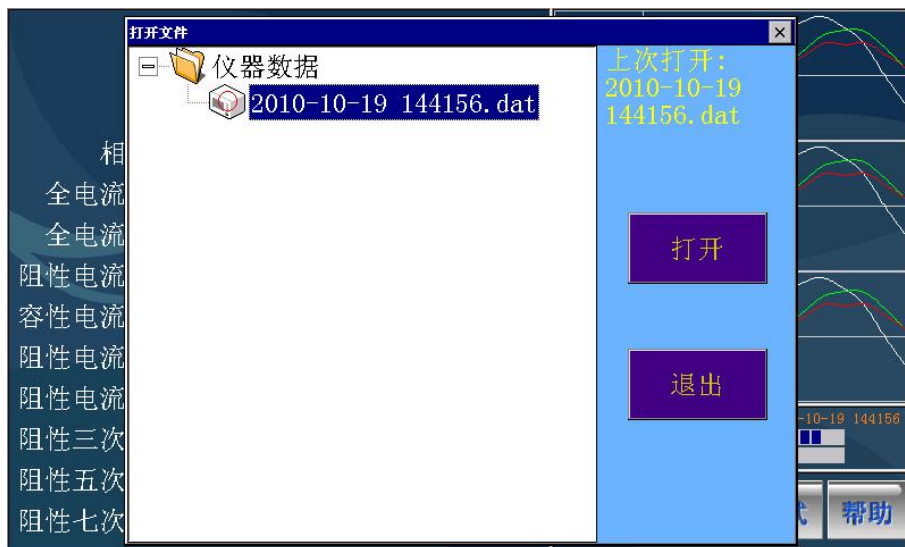 打开文件
仪器数据
2010-10-19 144156.dat
上次打开:
2010-10-19
144156.dat
打开
退出
相
全电流
全电流
阻性电流
容性电流
阻性电流
阻性电流
阻性三次
阻性五次
阻性七次
-10-19 144156
帮助